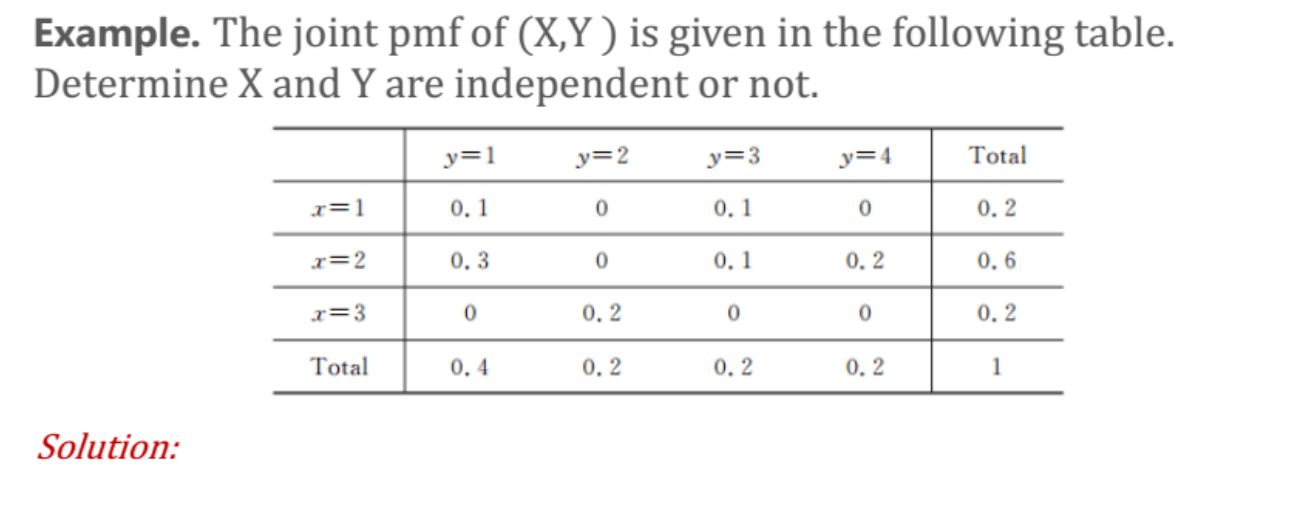 Example. The joint pmf of (X,Y ) is given in the following table.
Determine X and Y are independent or not.
y=1 y=2 y=3 y=4 Total
x=1 0.1 0 0.1 0 0.2
x=2 0.3 0 0.1 0.2 0.6
x=3 0 0.2 0 0 0.2
Total 0.4 0.2 0.2 0.2 1
Solution: